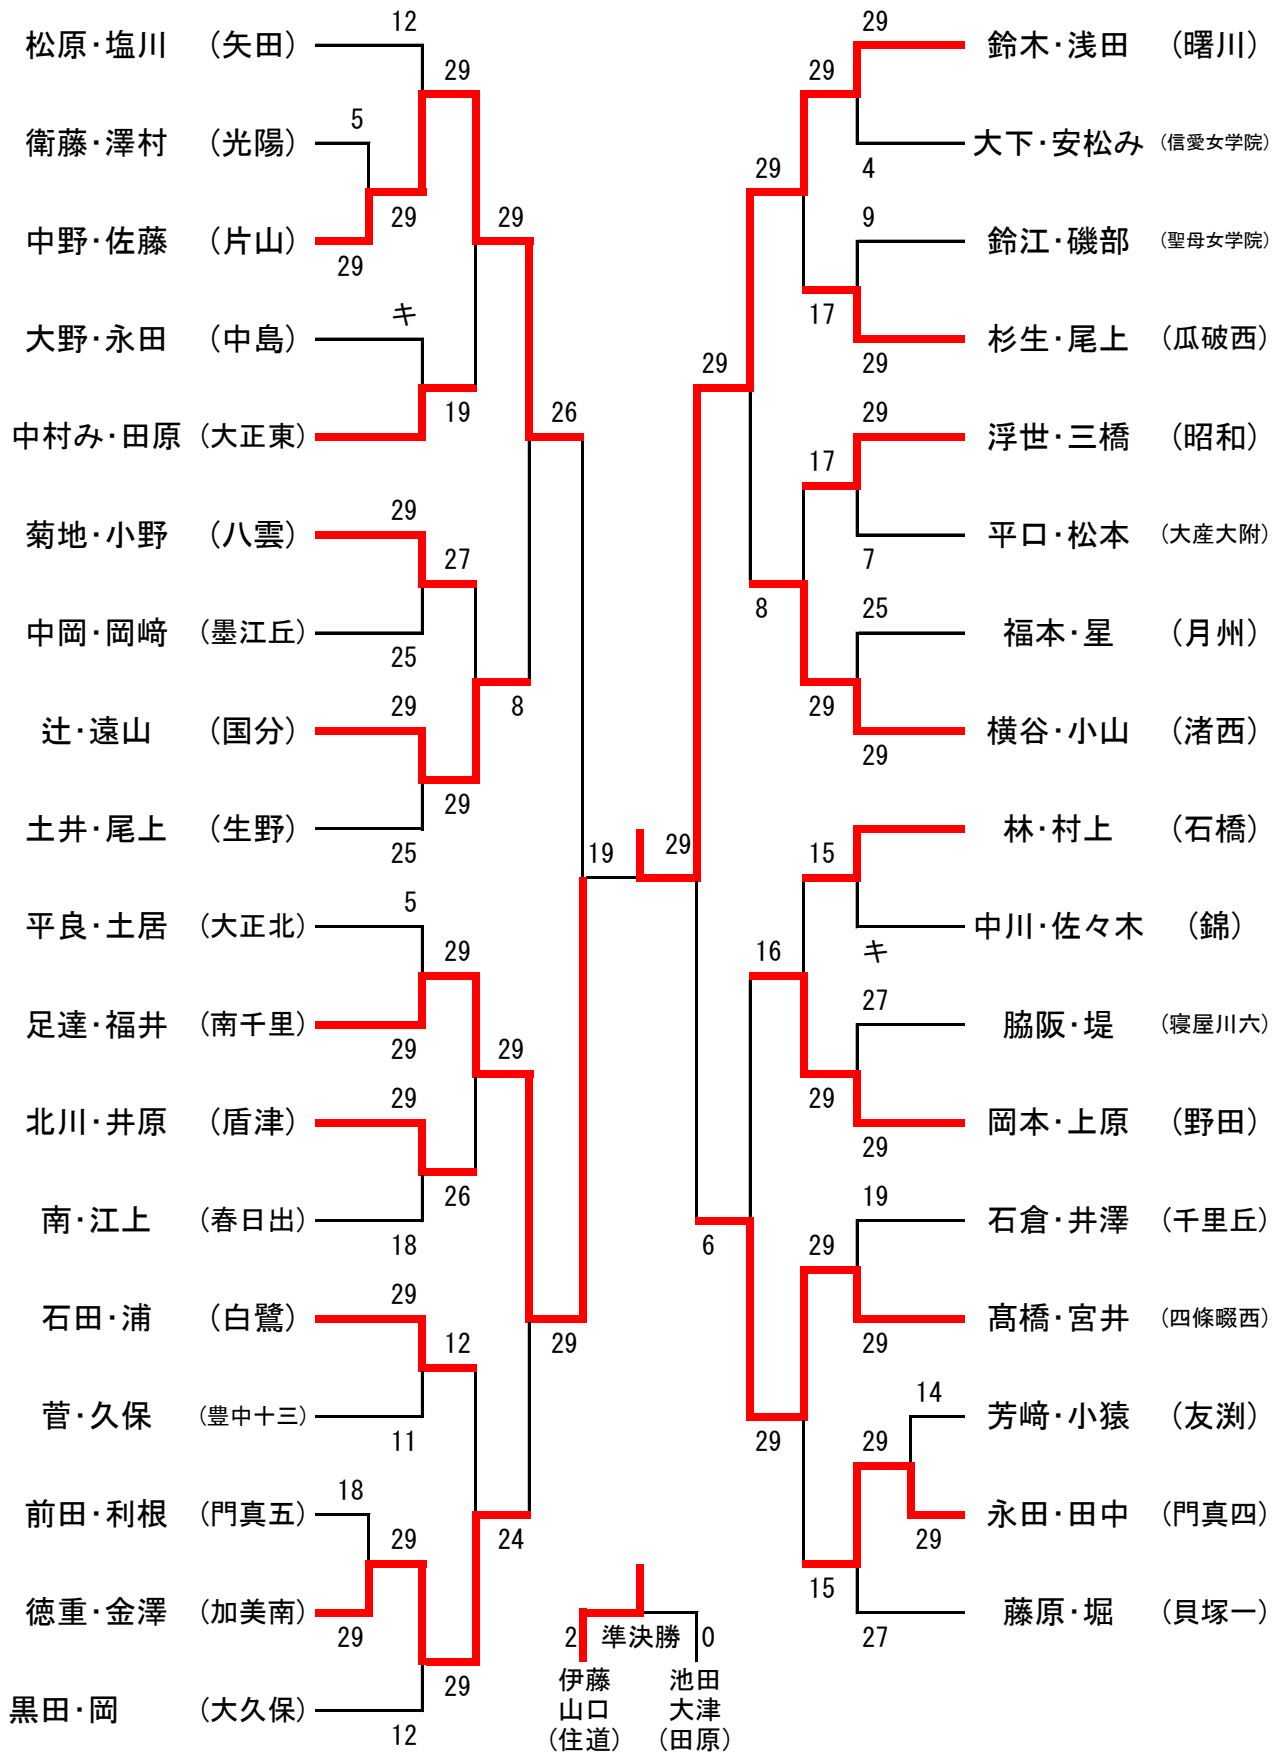 松原・塩川 （矢田） 12
29
衛藤・澤村 （光陽） 5
29
中野・佐藤 （片山） 29
29
大野・永田 （中島） キ
19
中村み・田原 （大正東）
26
菊地・小野 （八雲） 29
27
中岡・岡﨑 （墨江丘） 25
8
辻・遠山 （国分） 29
29
土井・尾上 （生野） 25
19
平良・土居 （大正北） 5
29
足達・福井 （南千里） 29
29
北川・井原 （盾津） 29
26
南・江上 （春日出） 18
29
石田・浦 （白鷺） 29
12
菅・久保 （豊中十三） 11
24
前田・利根 （門真五） 18
29
徳重・金澤 （加美南） 29
29
黒田・岡 （大久保） 12
29 鈴木・浅田 （曙川）
29
4 大下・安松み （信愛女学院）
29
9 鈴江・磯部 （聖母女学院）
17
29 杉生・尾上 （瓜破西）
29
29 浮世・三橋 （昭和）
17
7 平口・松本 （大産大附）
8
25 福本・星 （月州）
29
29 横谷・小山 （渚西）
29
林・村上 （石橋）
15
キ 中川・佐々木 （錦）
16
27 脇阪・堤 （寝屋川六）
29
29 岡本・上原 （野田）
6
19 石倉・井澤 （千里丘）
29
29 髙橋・宮井 （四條畷西）
29
14 芳﨑・小猿 （友渕）
29
29 永田・田中 （門真四）
15
27 藤原・堀 （貝塚一）
2 準決勝 0
伊藤 池田
山口 大津
（住道） （田原）